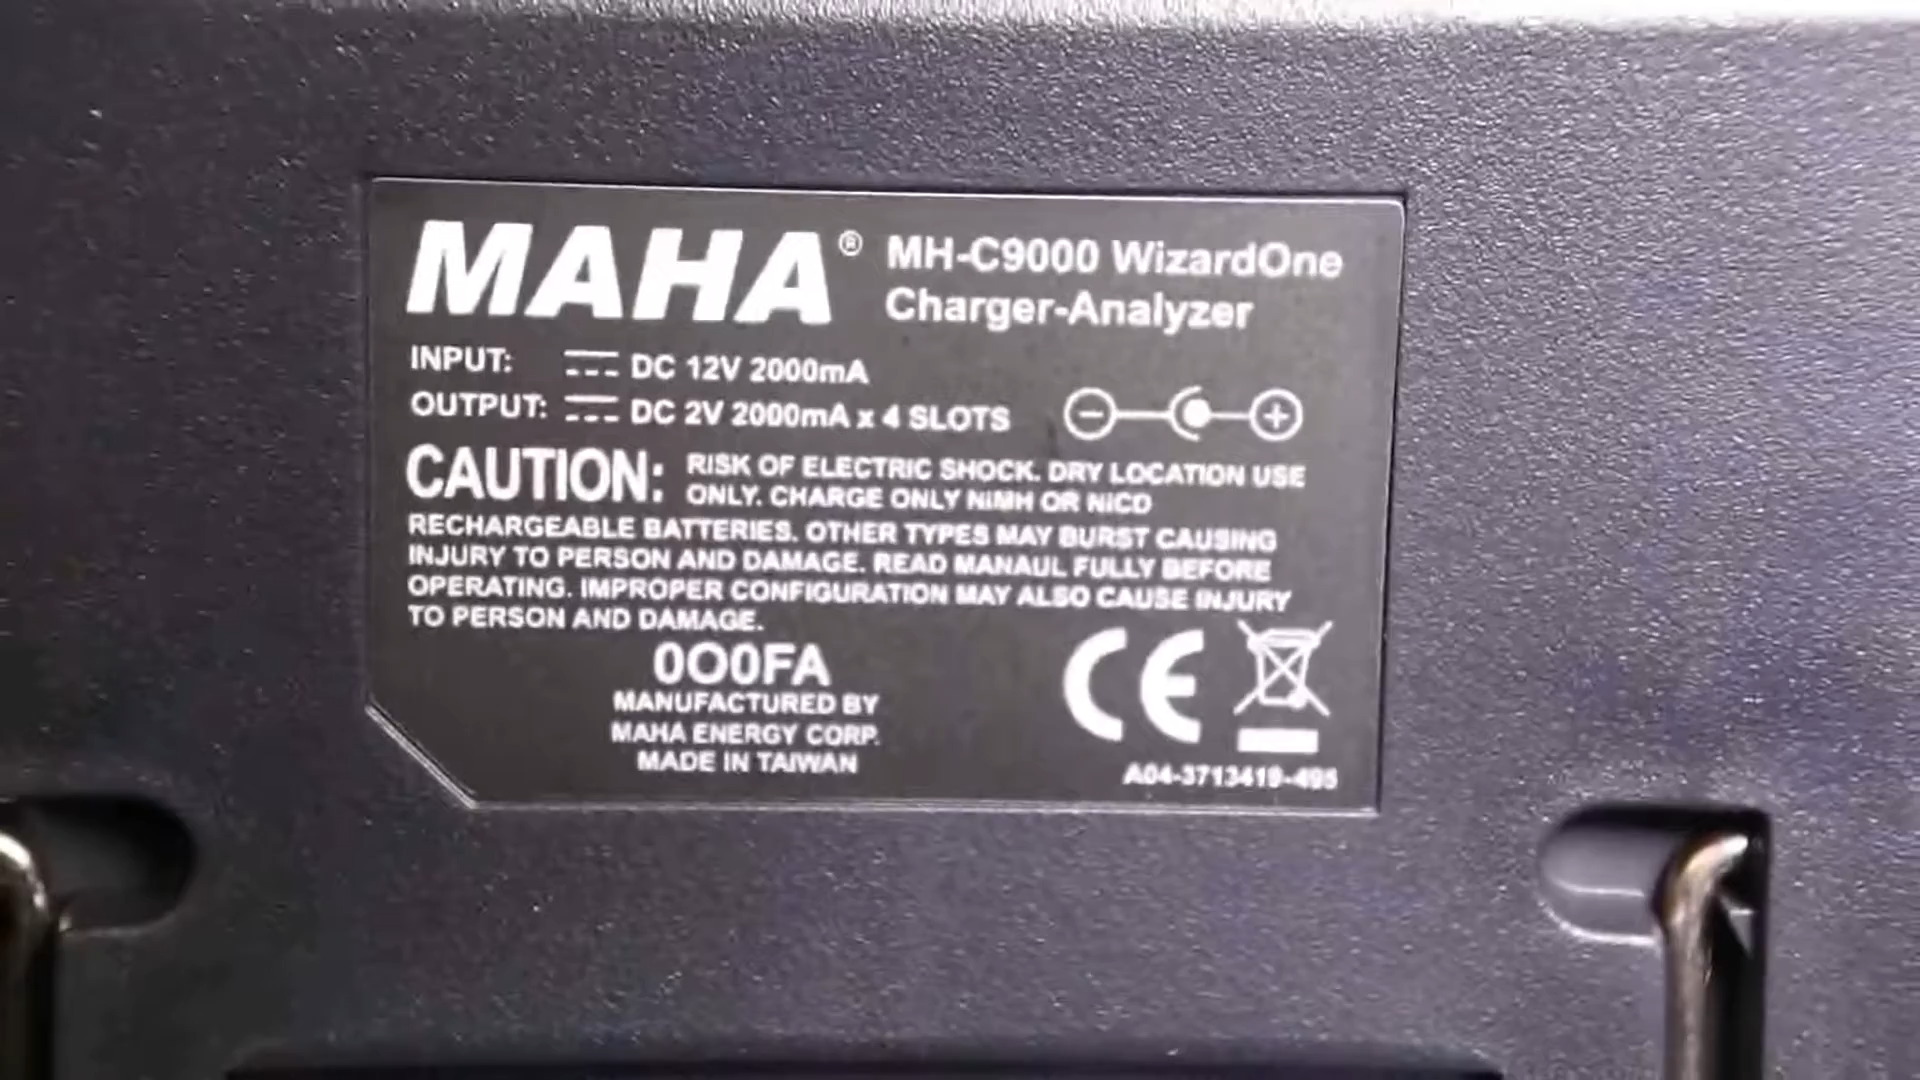 MAHA® MH-C9000 WizardOne
Charger-Analyzer
INPUT: DC 12V 2000mA
OUTPUT: DC 2V 2000mA x 4 SLOTS
CAUTION: RISK OF ELECTRIC SHOCK. DRY LOCATION USE
ONLY. CHARGE ONLY NiMH OR NICD
RECHARGEABLE BATTERIES. OTHER TYPES MAY BURST CAUSING
INJURY TO PERSON AND DAMAGE. READ MANAUL FULLY BEFORE
OPERATING. IMPROPER CONFIGURATION MAY ALSO CAUSE INJURY
TO PERSON AND DAMAGE.
0O0FA
MANUFACTURED BY
MAHA ENERGY CORP.
MADE IN TAIWAN
CE
A04-3713419-495